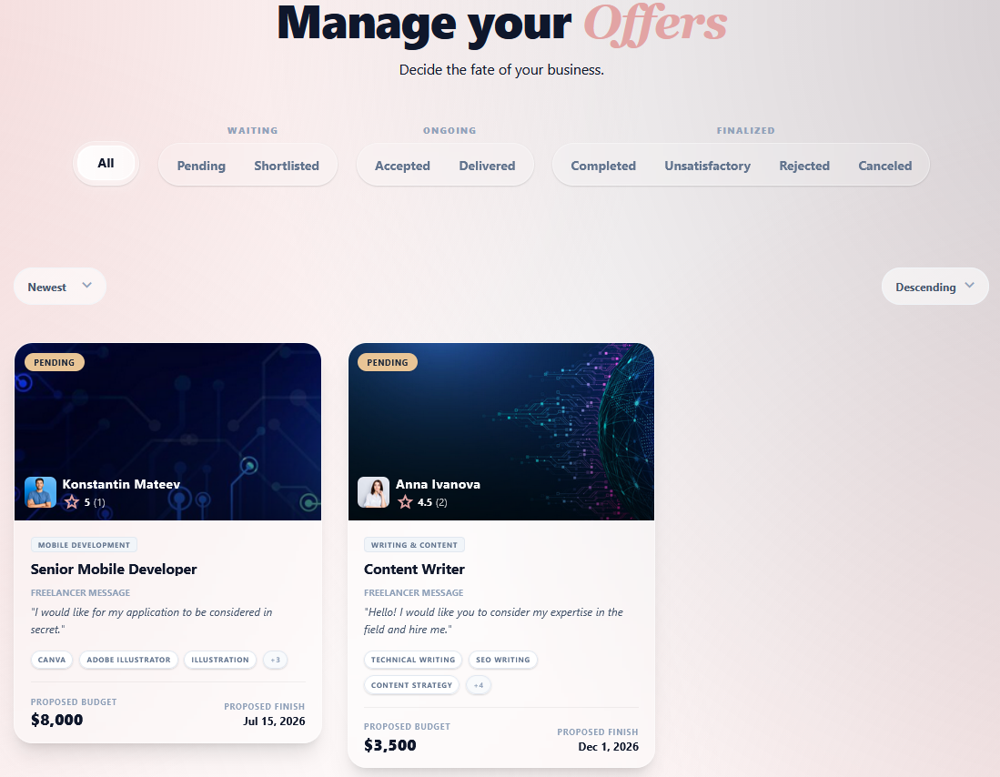 Manage your Offers
Decide the fate of your business.
WAITING
ONGOING
FINALIZED
All
Pending
Shortlisted
Accepted
Delivered
Completed
Unsatisfactory
Rejected
Canceled
Newest
Descending
PENDING
Konstantin Mateev
5 (1)
MOBILE DEVELOPMENT
Senior Mobile Developer
FREELANCER MESSAGE
"I would like for my application to be considered in
secret."
CANVA
ADOBE ILLUSTRATOR
ILLUSTRATION
+3
PROPOSED BUDGET
$8,000
PROPOSED FINISH
Jul 15, 2026
PENDING
Anna Ivanova
4.5 (2)
WRITING & CONTENT
Content Writer
FREELANCER MESSAGE
"Hello! I would like you to consider my expertise in the
field and hire me."
TECHNICAL WRITING
SEO WRITING
CONTENT STRATEGY
+4
PROPOSED BUDGET
$3,500
PROPOSED FINISH
Dec 1, 2026